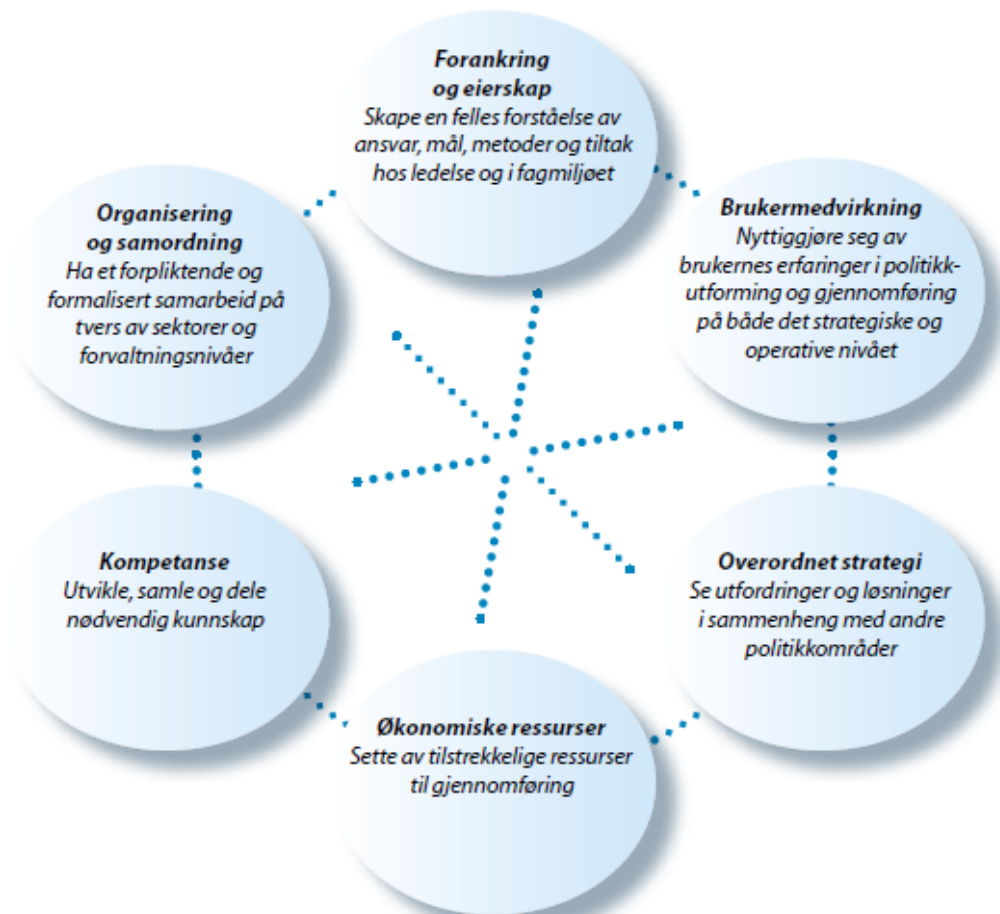 Forankring
og eierskap
Skape en felles forståelse av
ansvar, mål, metoder og tiltak
hos ledelse og i fagmiljøet
Brukermedvirkning
Nyttiggjøre seg av
brukernes erfaringer i politikk-
utforming og gjennomføring
på både det strategiske og
operative nivået
Overordnet strategi
Se utfordringer og løsninger
i sammenheng med andre
politikkområder
Økonomiske ressurser
Sette av tilstrekkelige ressurser
til gjennomføring
Kompetanse
Utvikle, samle og dele
nødvendig kunnskap
Organisering
og samordning
Ha et forpliktende og
formalisert samarbeid på
tvers av sektorer og
forvaltningsnivåer